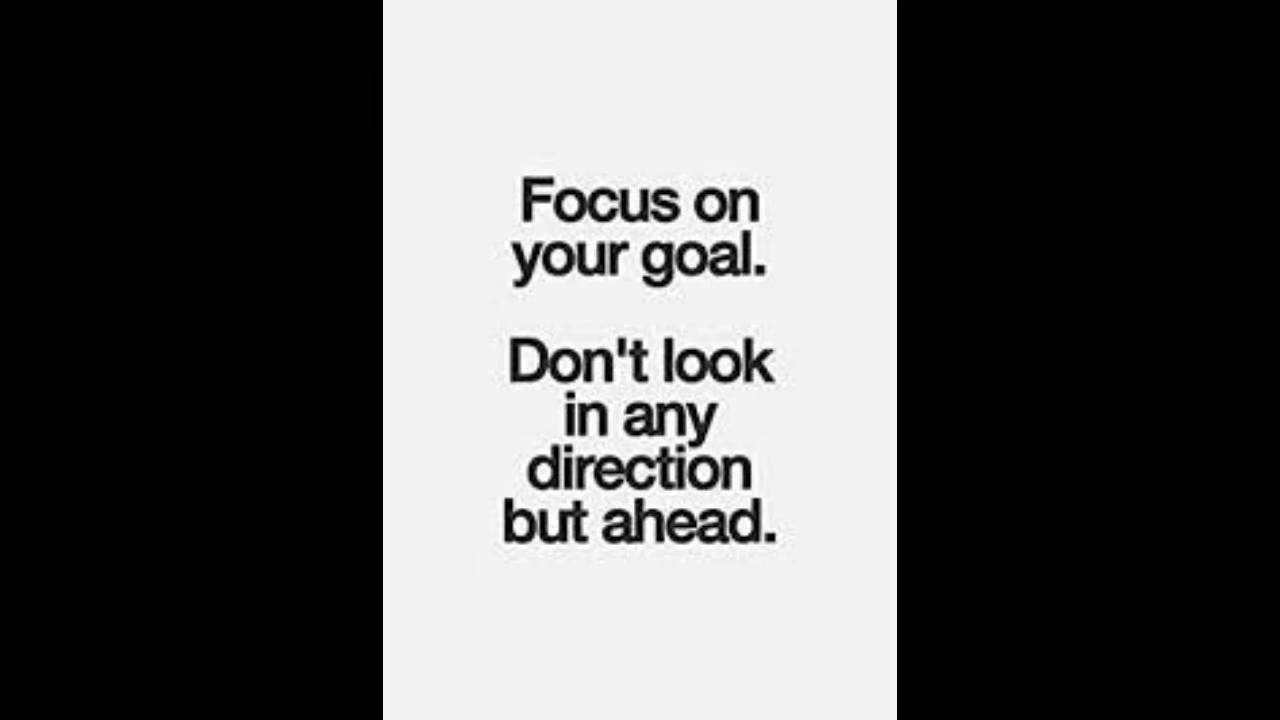 Focus on
your goal.
Don't look
in any
direction
but ahead.